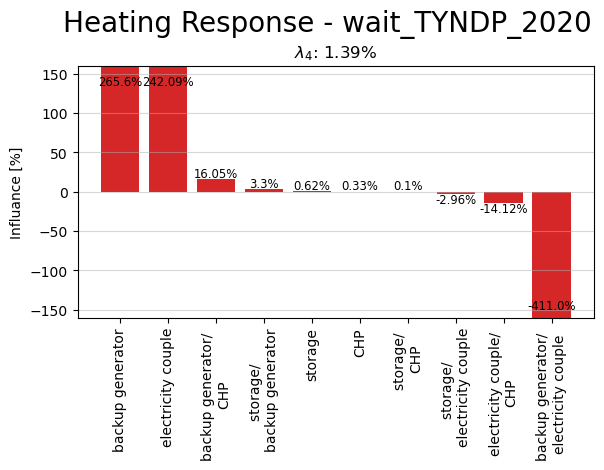 Heating Response - wait_TYNDP_2020
λ4: 1.39%
Influance [%]
150
100
50
0
−50
−100
−150
265.6%
242.09%
16.05%
3.3%
0.62%
0.33%
0.1%
-2.96%
-14.12%
-411.0%
backup generator
electricity couple
backup generator/
CHP
storage/
backup generator
storage
CHP
storage/
CHP
storage/
electricity couple
electricity couple/
CHP
backup generator/
electricity couple